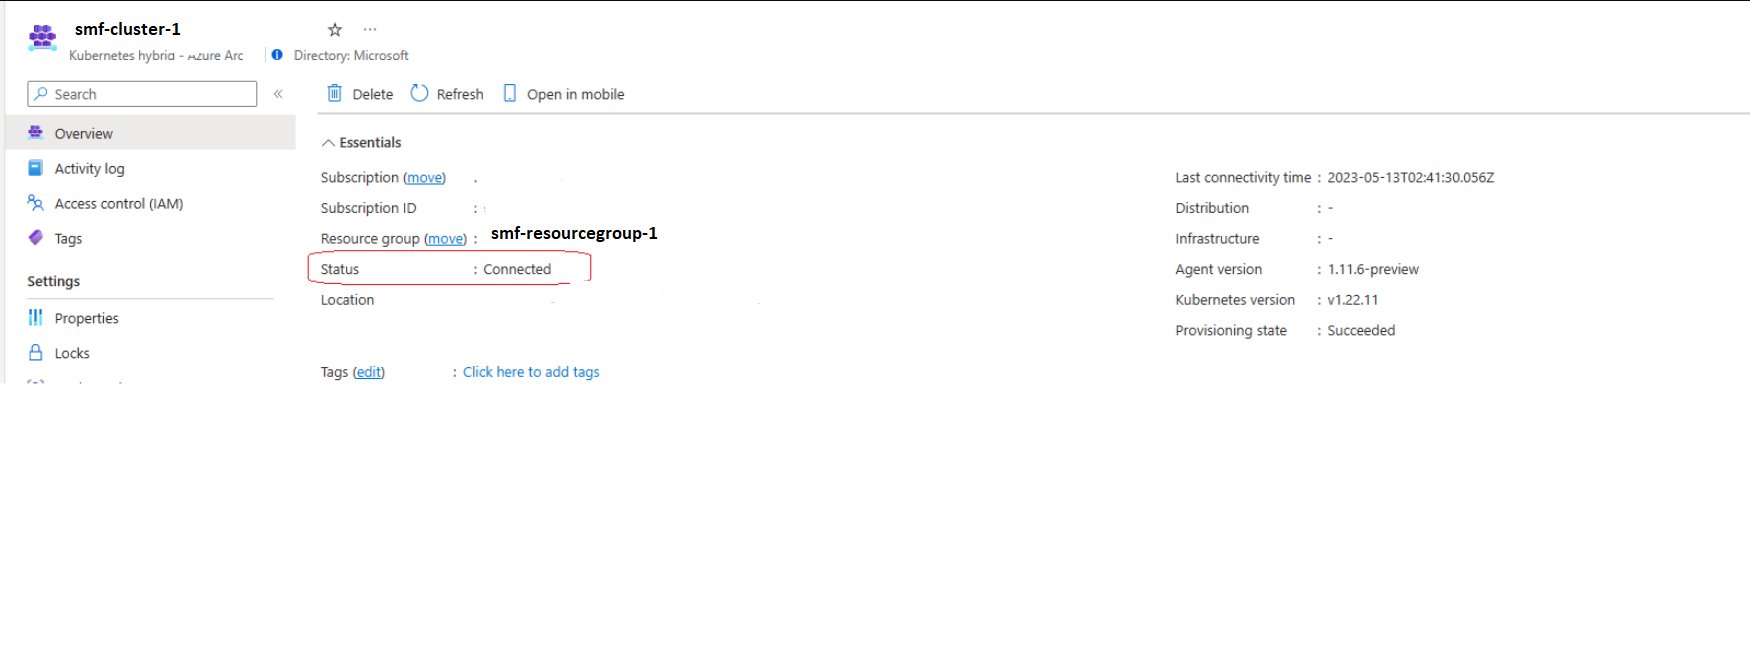 smf-cluster-1
Kubernetes hybrid - Azure Arc
Directory: Microsoft
Search
Delete
Refresh
Open in mobile
Overview
Activity log
Access control (IAM)
Tags
Settings
Properties
Locks
Essentials
Subscription (move)
Subscription ID :
Resource group (move) : smf-resourcegroup-1
Status : Connected
Location
Tags (edit) : Click here to add tags
Last connectivity time : 2023-05-13T02:41:30.056Z
Distribution : -
Infrastructure : -
Agent version : 1.11.6-preview
Kubernetes version : v1.22.11
Provisioning state : Succeeded